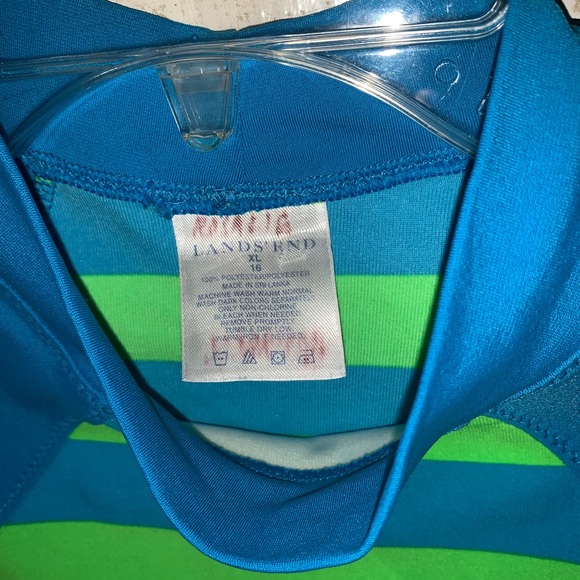 LANDS' END
XL
16
100% POLYESTER/POLYESTER
MADE IN SRI LANKA
MACHINE WASH WARM NORMAL
WASH DARK COLORS SEPARATELY
ONLY NON-CHLORINE
BLEACH WHEN NEEDED
REMOVE PROMPTLY
TUMBLE DRY LOW
NEEDED.